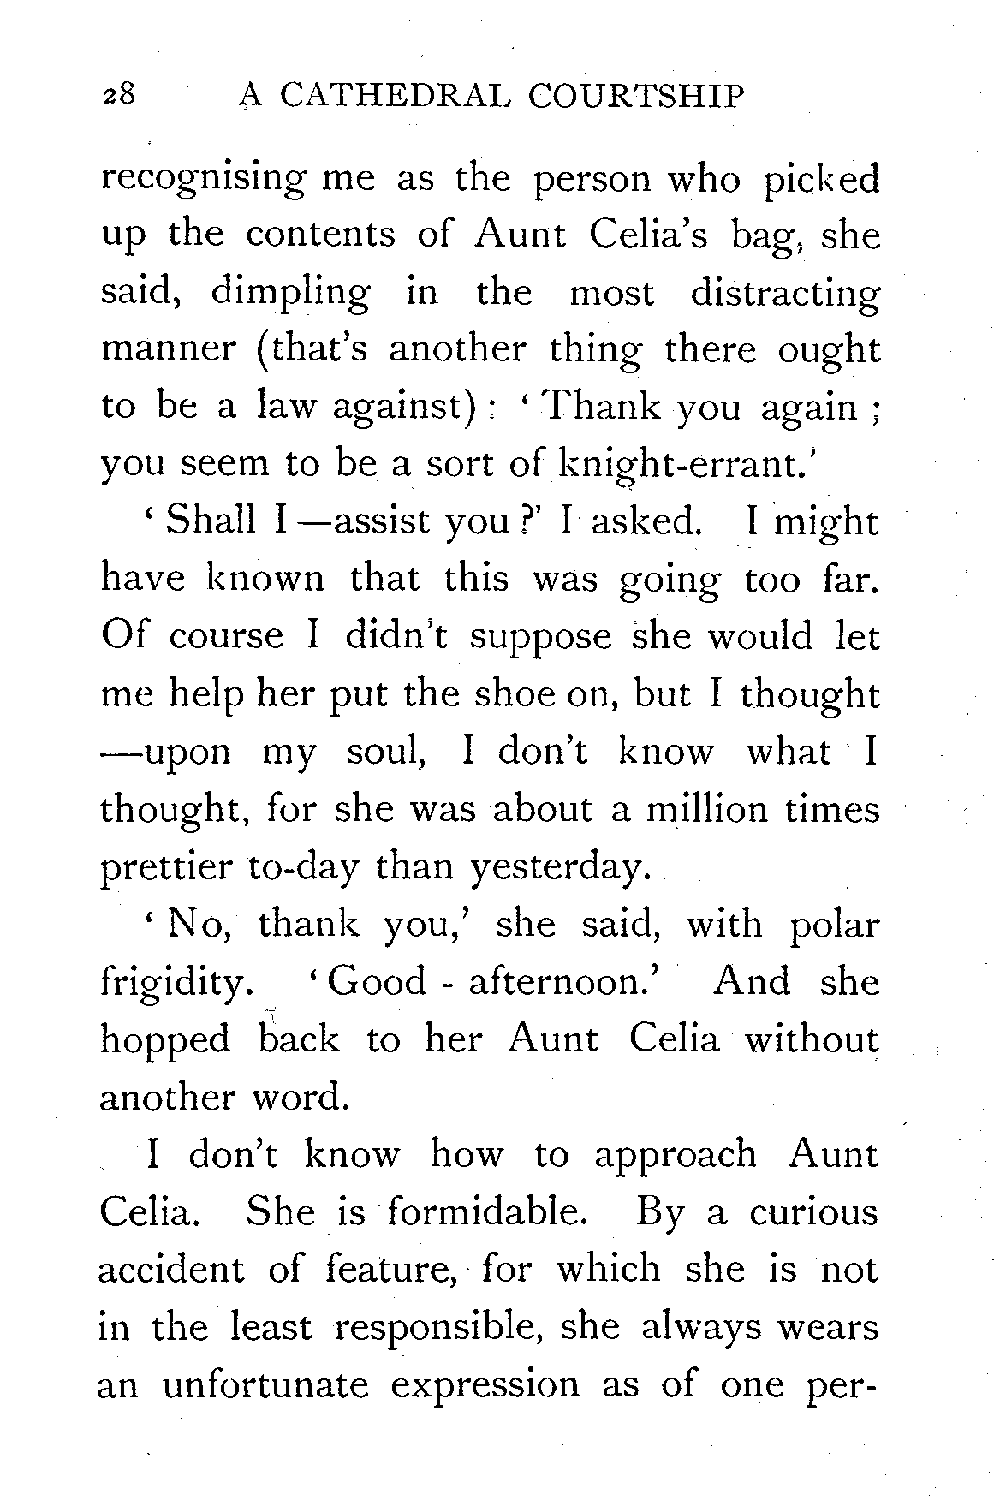 28 A CATHEDRAL COURTSHIP
recognising me as the person who picked
up the contents of Aunt Celia's bag, she
said, dimpling in the most distracting
manner (that's another thing there ought
to be a law against) : ‘ Thank you again ;
you seem to be a sort of knight-errant.’
‘ Shall I —assist you ?’ I asked. I might
have known that this was going too far.
Of course I didn't suppose she would let
me help her put the shoe on, but I thought
—upon my soul, I don't know what I
thought, for she was about a million times
prettier to-day than yesterday.
‘ No, thank you,’ she said, with polar
frigidity. ‘ Good - afternoon.’ And she
hopped back to her Aunt Celia without
another word.
I don't know how to approach Aunt
Celia. She is formidable. By a curious
accident of feature, for which she is not
in the least responsible, she always wears
an unfortunate expression as of one per-